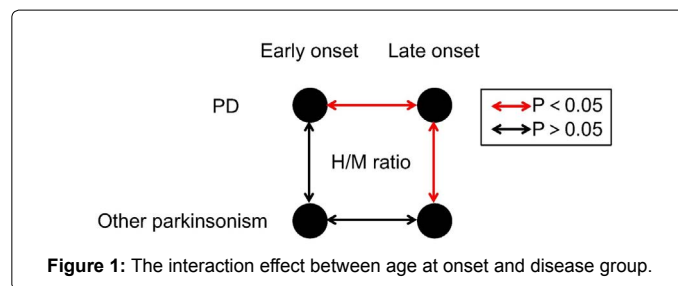 Early onset Late onset
PD
P < 0.05
P > 0.05
H/M ratio
Other parkinsonism
Figure 1: The interaction effect between age at onset and disease group.